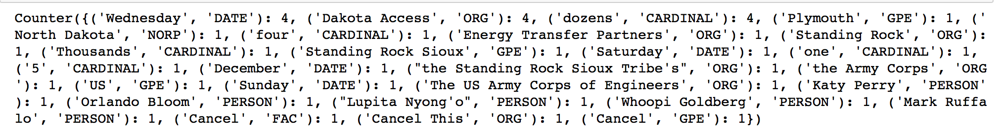 Counter({('Wednesday', 'DATE'): 4, ('Dakota Access', 'ORG'): 4, ('dozens', 'CARDINAL'): 4, ('Plymouth', 'GPE'): 1, ('
North Dakota', 'NORP'): 1, ('four', 'CARDINAL'): 1, ('Energy Transfer Partners', 'ORG'): 1, ('Standing Rock', 'ORG'):
1, ('Thousands', 'CARDINAL'): 1, ('Standing Rock Sioux', 'GPE'): 1, ('Saturday', 'DATE'): 1, ('one', 'CARDINAL'): 1,
('5', 'CARDINAL'): 1, ('December', 'DATE'): 1, ("the Standing Rock Sioux Tribe's", 'ORG'): 1, ('the Army Corps', 'ORG
'): 1, ('US', 'GPE'): 1, ('Sunday', 'DATE'): 1, ('The US Army Corps of Engineers', 'ORG'): 1, ('Katy Perry', 'PERSON'
): 1, ('Orlando Bloom', 'PERSON'): 1, ("Lupita Nyong'o", 'PERSON'): 1, ('Whoopi Goldberg', 'PERSON'): 1, ('Mark Ruffa
lo', 'PERSON'): 1, ('Cancel', 'FAC'): 1, ('Cancel This', 'ORG'): 1, ('Cancel', 'GPE'): 1})